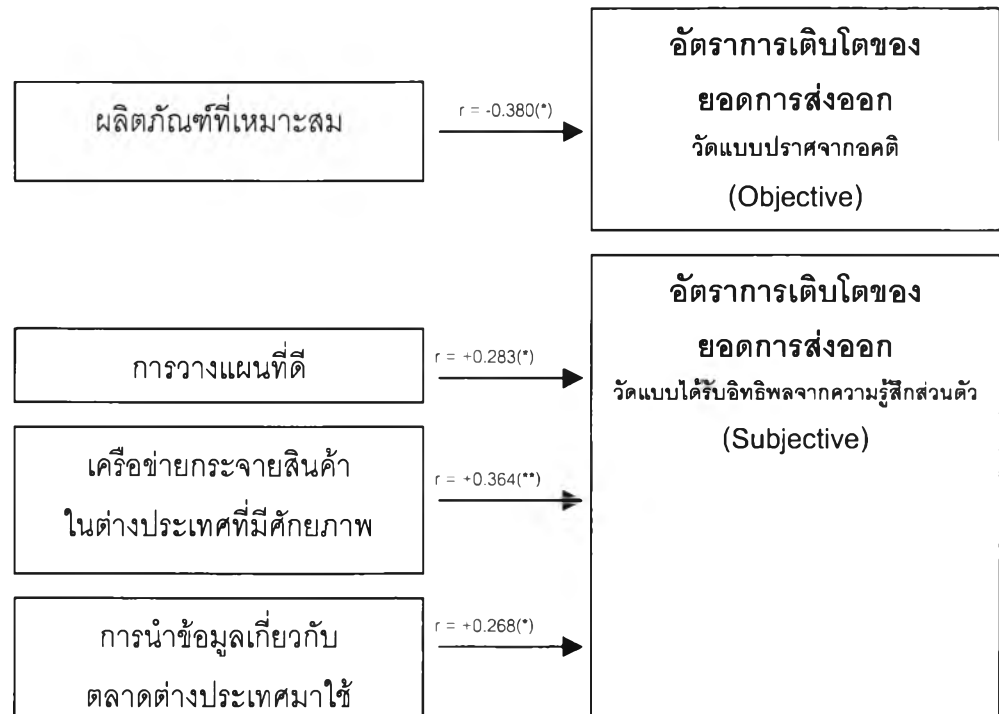 อัตราการเติบโตของ
ยอดการส่งออก
วัดแบบปราศจากอคติ
(Objective)
ผลิตภัณฑ์ที่เหมาะสม
r = -0.380(*)
อัตราการเติบโตของ
ยอดการส่งออก
วัดแบบได้รับอิทธิพลจากความรู้สึกส่วนตัว
(Subjective)
การวางแผนที่ดี
r = +0.283(*)
เครือข่ายกระจายสินค้า
ในต่างประเทศที่มีศักยภาพ
r = +0.364(**)
การนำข้อมูลเกี่ยวกับ
ตลาดต่างประเทศมาใช้
r = +0.268(*)